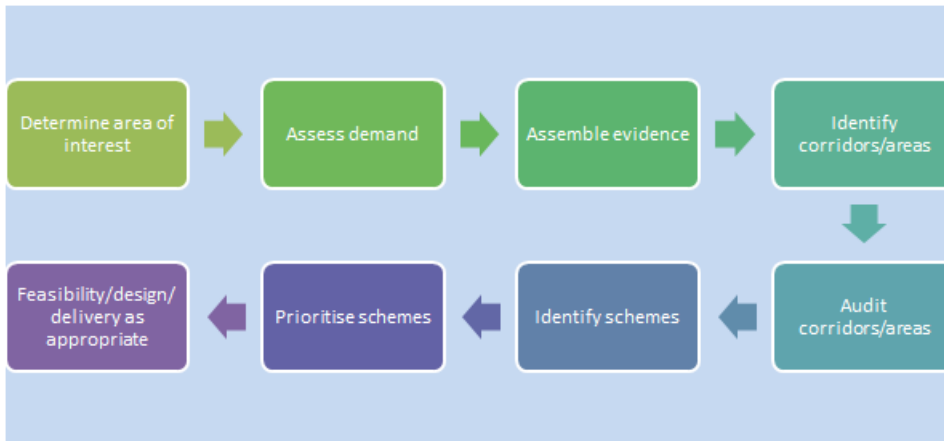 Determine area of
interest
Assess demand
Assemble evidence
Identify
corridors/areas
Audit
corridors/areas
Identify schemes
Prioritise schemes
Feasibility/design/
delivery as
appropriate